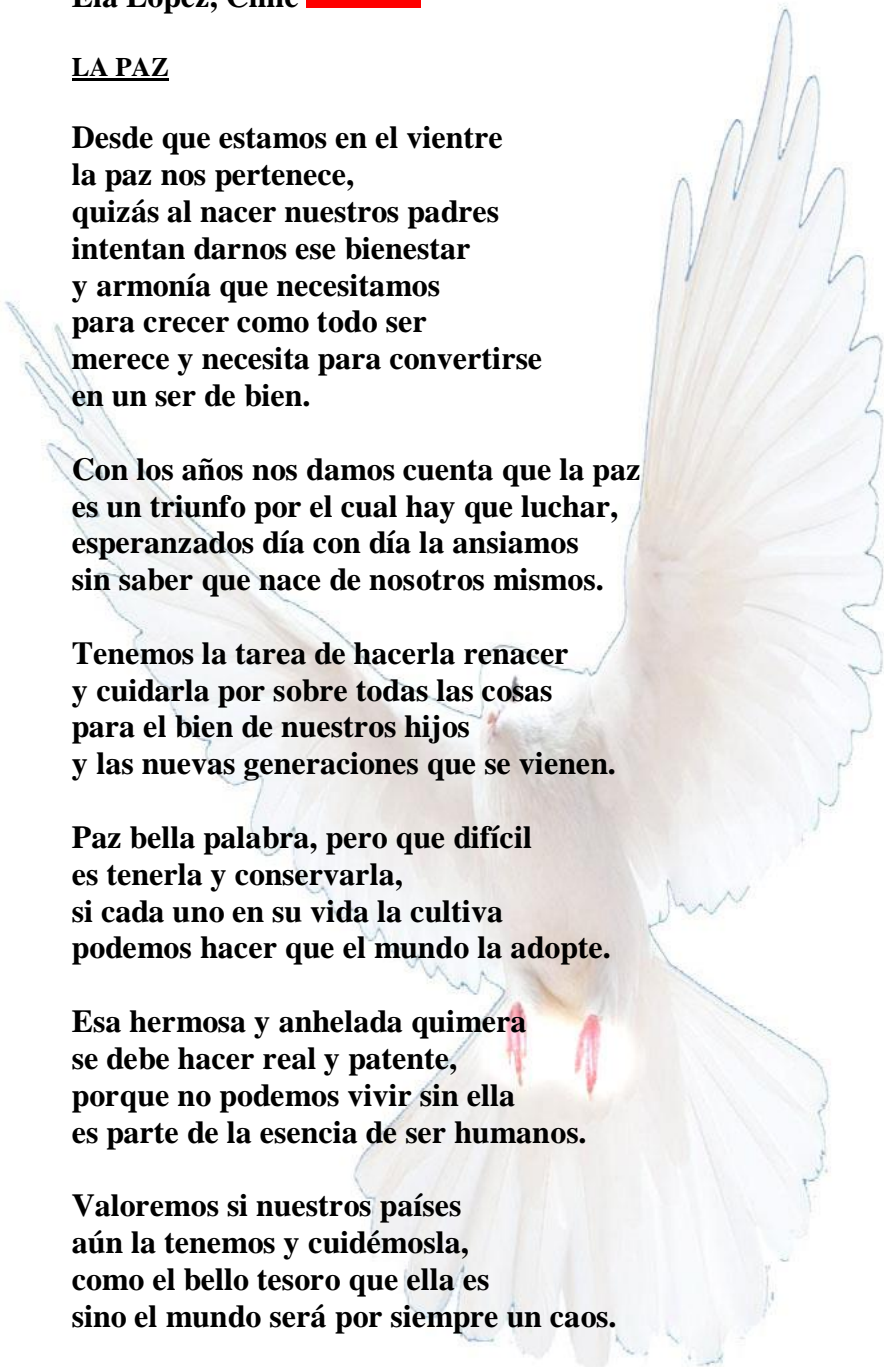 Ela López, Chile
LA PAZ
Desde que estamos en el vientre
la paz nos pertenece,
quizás al nacer nuestros padres
intentan darnos ese bienestar
y armonía que necesitamos
para crecer como todo ser
merece y necesita para convertirse
en un ser de bien.
Con los años nos damos cuenta que la paz
es un triunfo por el cual hay que luchar,
esperanzados día con día la ansiamos
sin saber que nace de nosotros mismos.
Tenemos la tarea de hacerla renacer
y cuidarla por sobre todas las cosas
para el bien de nuestros hijos
y las nuevas generaciones que se vienen.
Paz bella palabra, pero que difícil
es tenerla y conservarla,
si cada uno en su vida la cultiva
podemos hacer que el mundo la adopte.
Esa hermosa y anhelada quimera
se debe hacer real y patente,
porque no podemos vivir sin ella
es parte de la esencia de ser humanos.
Valoremos si nuestros países
aún la tenemos y cuidémosla,
como el bello tesoro que ella es
sino el mundo será por siempre un caos.